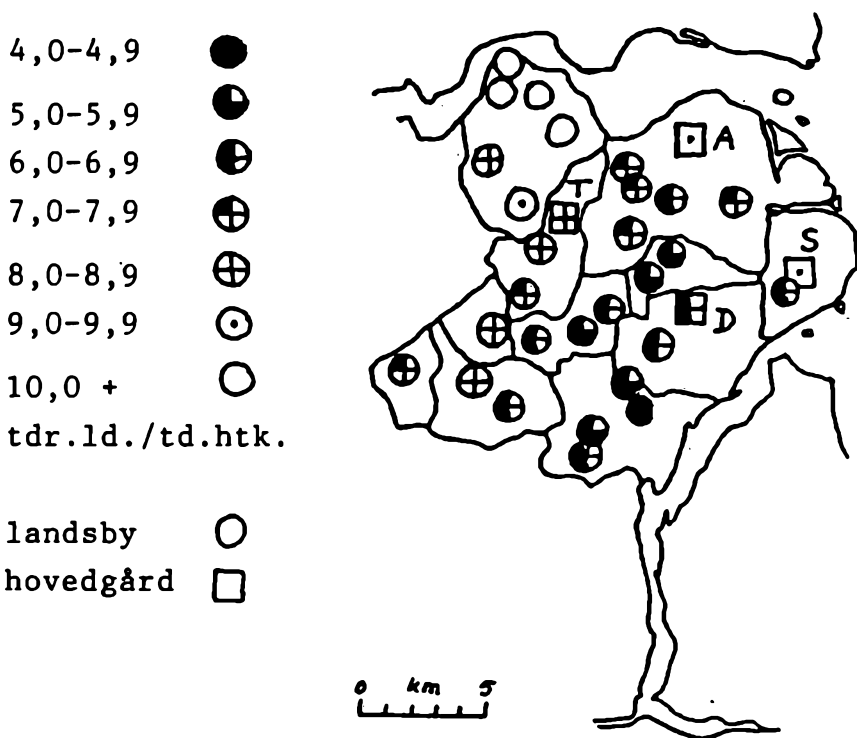 4,0-4,9
5,0-5,9
6,0-6,9
7,0-7,9
8,0-8,9
9,0-9,9
10,0 +
tdr.ld./td.htk.
landsby
hovedgård
A
T
S
D
0 km 5